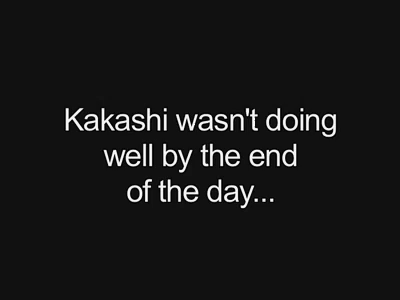 Kakashi wasn't doing
well by the end
of the day...